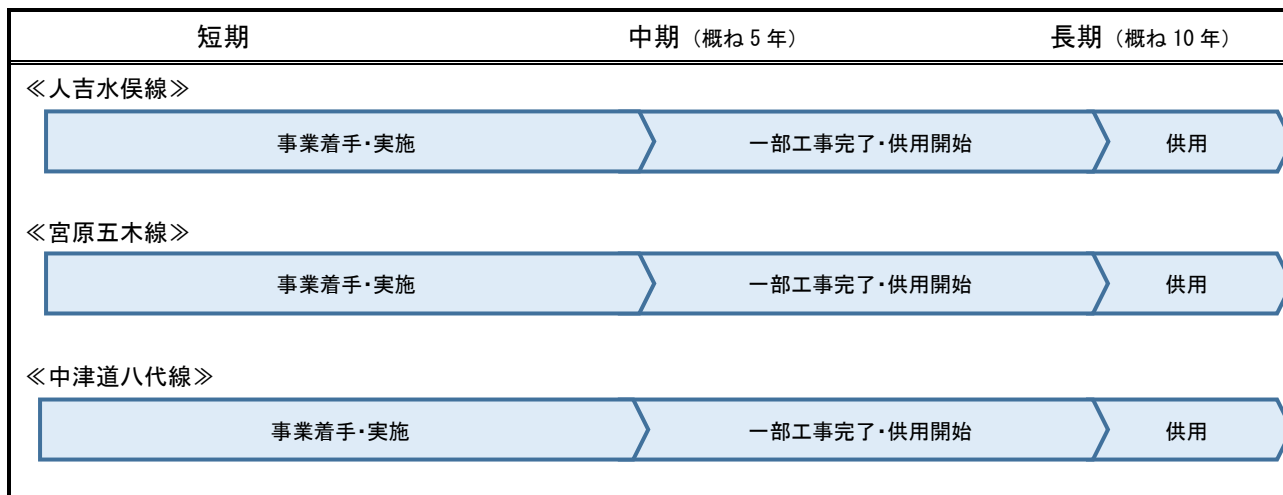 短期 中期（概ね5年） 長期（概ね10年）
≪人吉水俣線≫
事業着手・実施 一部工事完了・供用開始 供用
≪宮原五木線≫
事業着手・実施 一部工事完了・供用開始 供用
≪中津道八代線≫
事業着手・実施 一部工事完了・供用開始 供用